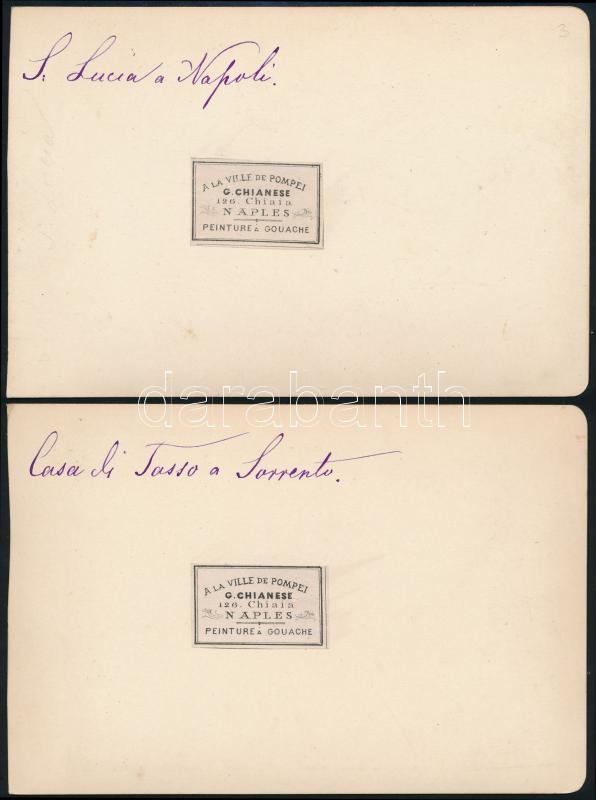 3
S. Lucia a Napoli.
A LA VILLE DE POMPEI
G. CHIANESE
126. Chiaia
NAPLES
PEINTURE à GOUACHE
darabanth
Casa di Tasso a Sorrento.
A LA VILLE DE POMPEI
G. CHIANESE
126. Chiaia
NAPLES
PEINTURE à GOUACHE